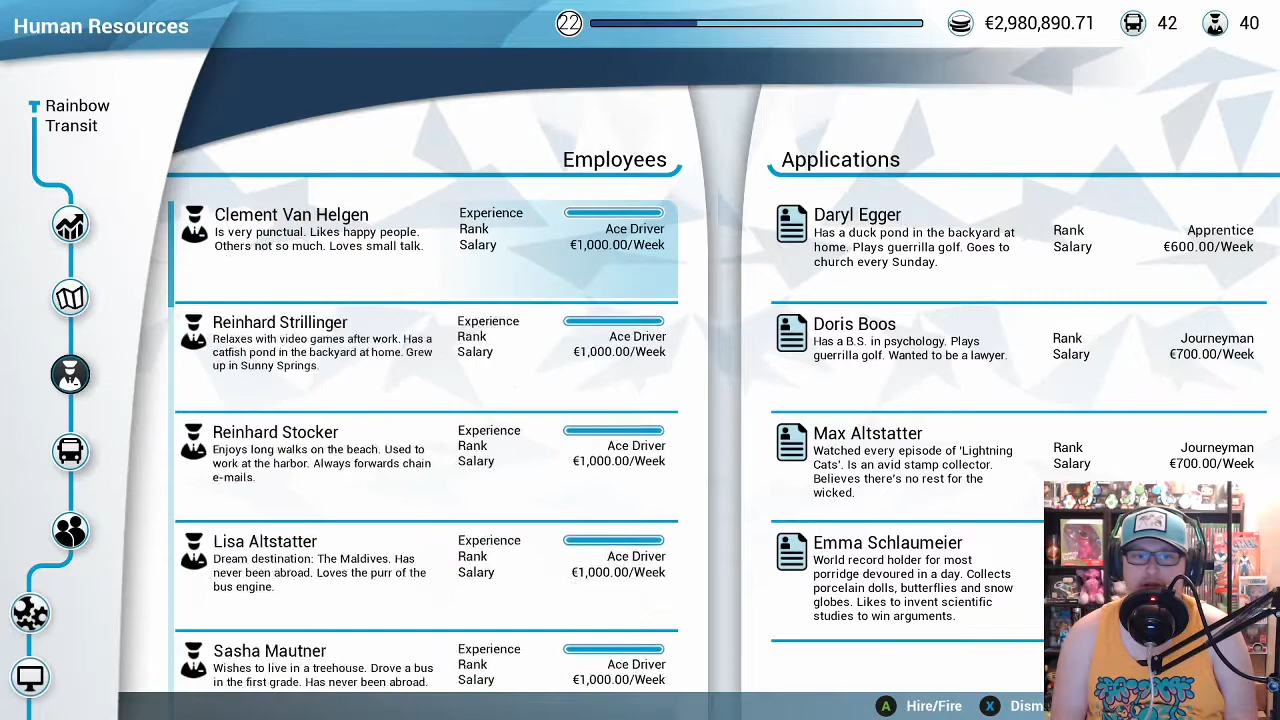 Human Resources
22
€2,980,890.71
42
40
Rainbow
Transit
Employees
Clement Van Helgen
Is very punctual. Likes happy people.
Others not so much. Loves small talk.
Experience
Rank Ace Driver
Salary €1,000.00/Week
Reinhard Strillinger
Relaxes with video games after work. Has a
catfish pond in the backyard at home. Grew
up in Sunny Springs.
Experience
Rank Ace Driver
Salary €1,000.00/Week
Reinhard Stocker
Enjoys long walks on the beach. Used to
work at the harbor. Always forwards chain
e-mails.
Experience
Rank Ace Driver
Salary €1,000.00/Week
Lisa Altstatter
Dream destination: The Maldives. Has
never been abroad. Loves the purr of the
bus engine.
Experience
Rank Ace Driver
Salary €1,000.00/Week
Sasha Mautner
Wishes to live in a treehouse. Drove a bus
in the first grade. Has never been abroad.
Experience
Rank Ace Driver
Salary €1,000.00/Week
Applications
Daryl Egger
Has a duck pond in the backyard at
home. Plays guerrilla golf. Goes to
church every Sunday.
Rank Apprentice
Salary €600.00/Week
Doris Boos
Has a B.S. in psychology. Plays
guerrilla golf. Wanted to be a lawyer.
Rank Journeyman
Salary €700.00/Week
Max Altstatter
Watched every episode of 'Lightning
Cats'. Is an avid stamp collector.
Believes there's no rest for the
wicked.
Rank Journeyman
Salary €700.00/Week
Emma Schlaumeier
World record holder for most
porridge devoured in a day. Collects
porcelain dolls, butterflies and snow
globes. Likes to invent scientific
studies to win arguments.
A Hire/Fire X Dism